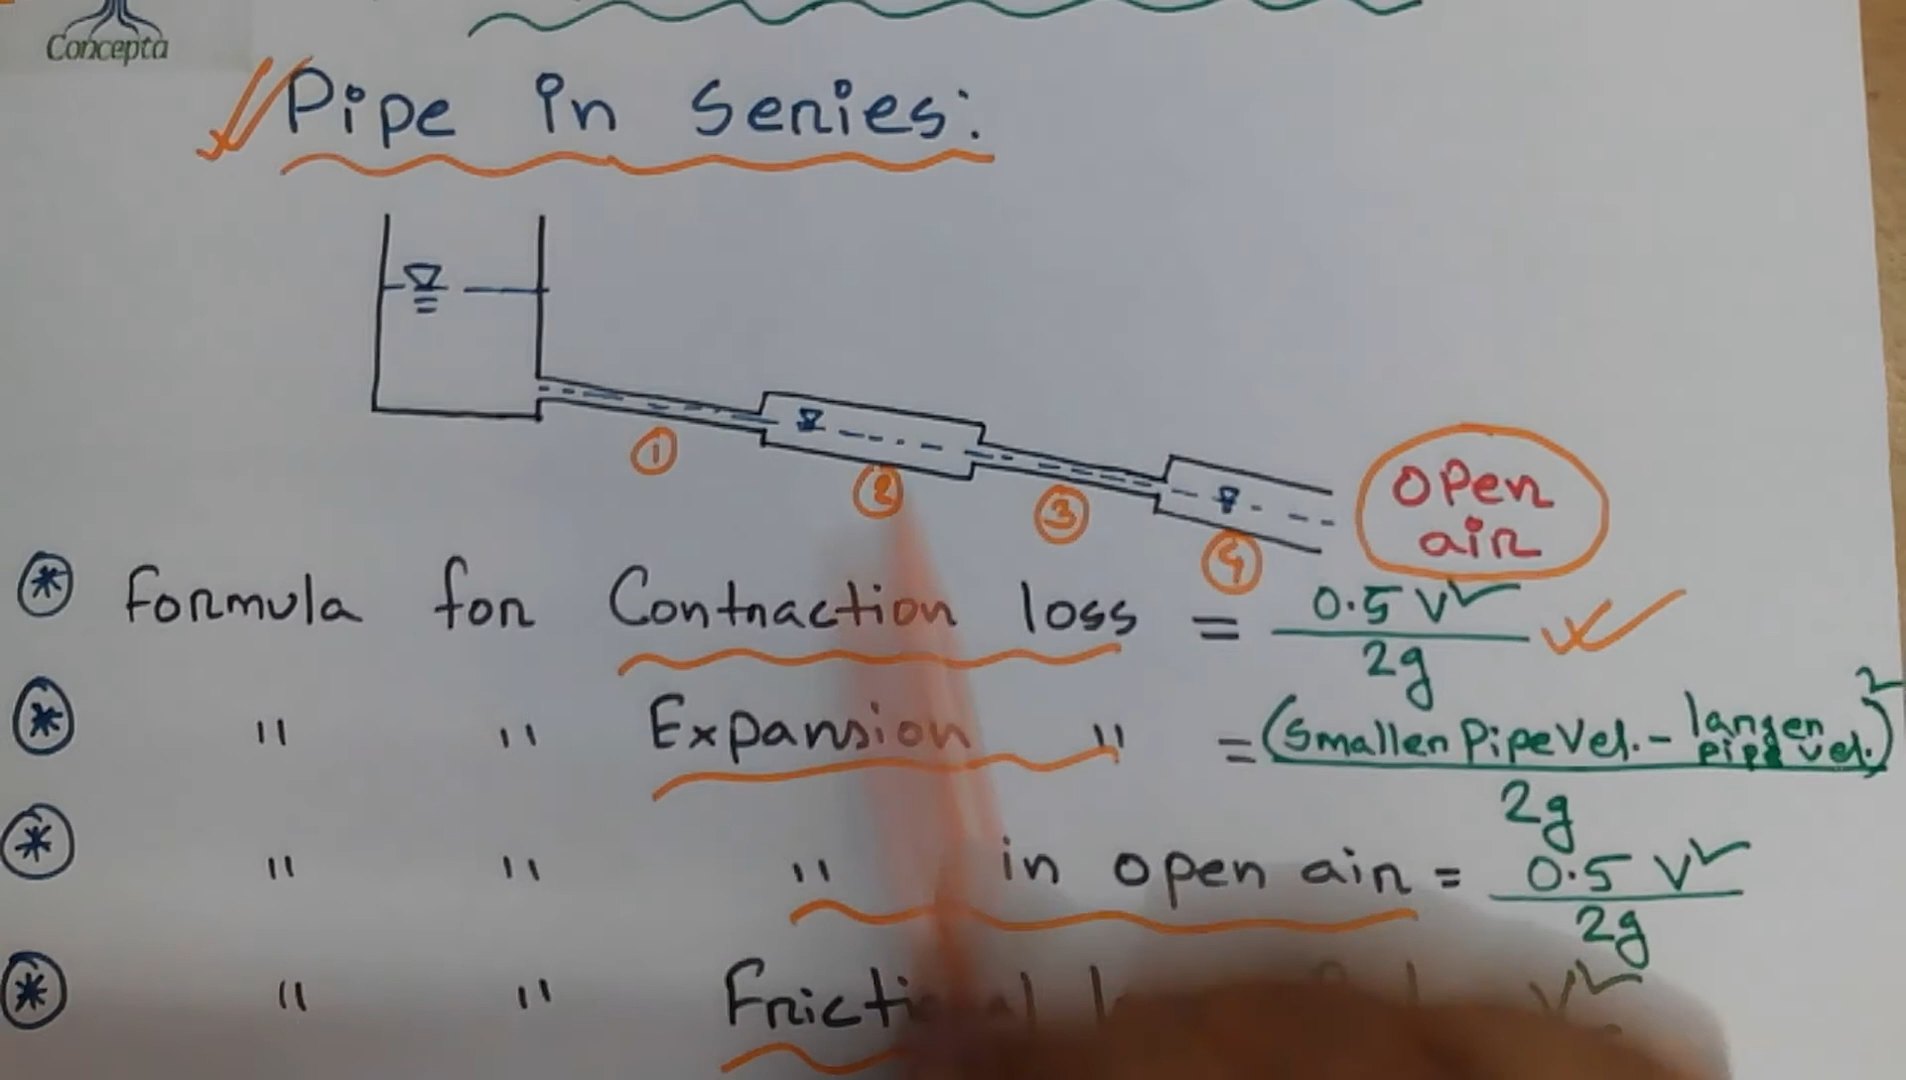 Concepta
Pipe in Series:
1
2
3
4
open
air
* Formula for Contraction loss = 0.5 v² / 2g
* " " Expansion " = (Smaller Pipe Vel. - larger pipe vel.)² / 2g
* " " " in open air = 0.5 v² / 2g
* " " v²